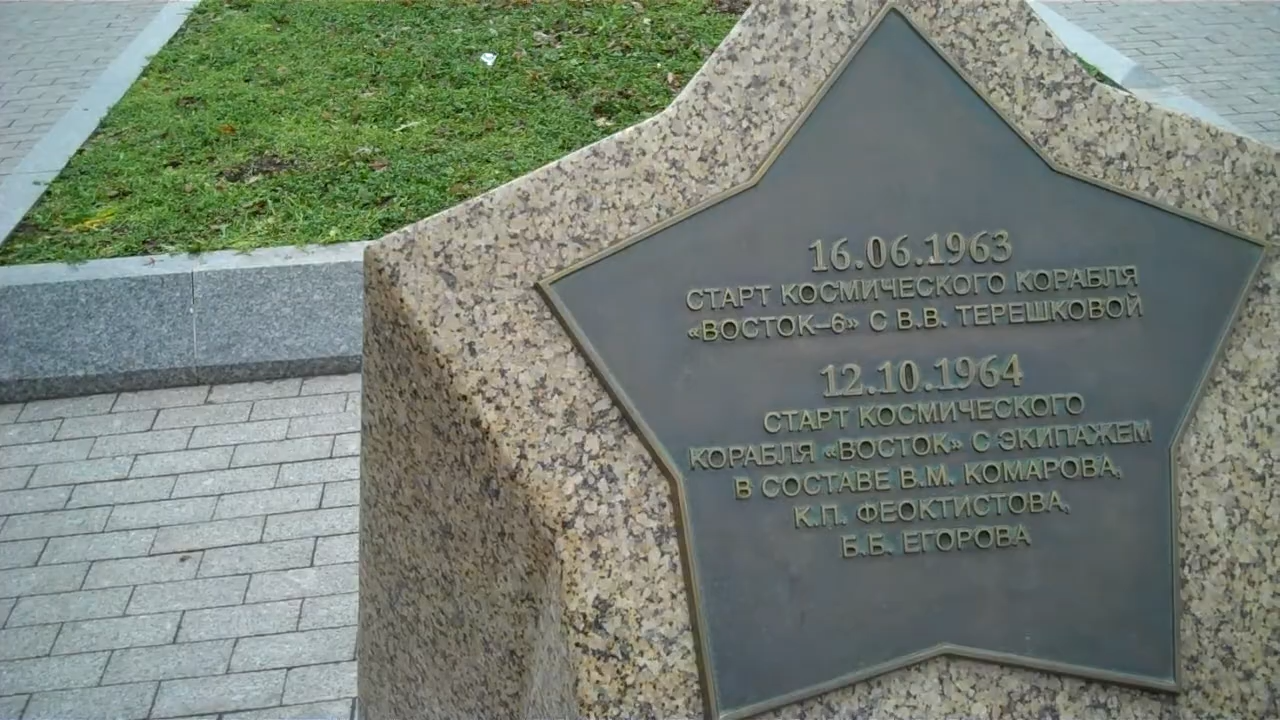 16.06.1963
СТАРТ КОСМИЧЕСКОГО КОРАБЛЯ
«ВОСТОК–6» С В.В. ТЕРЕШКОВОЙ
12.10.1964
СТАРТ КОСМИЧЕСКОГО
КОРАБЛЯ «ВОСТОК» С ЭКИПАЖЕМ
В СОСТАВЕ В.М. КОМАРОВА,
К.П. ФЕОКТИСТОВА,
Б.Б. ЕГОРОВА